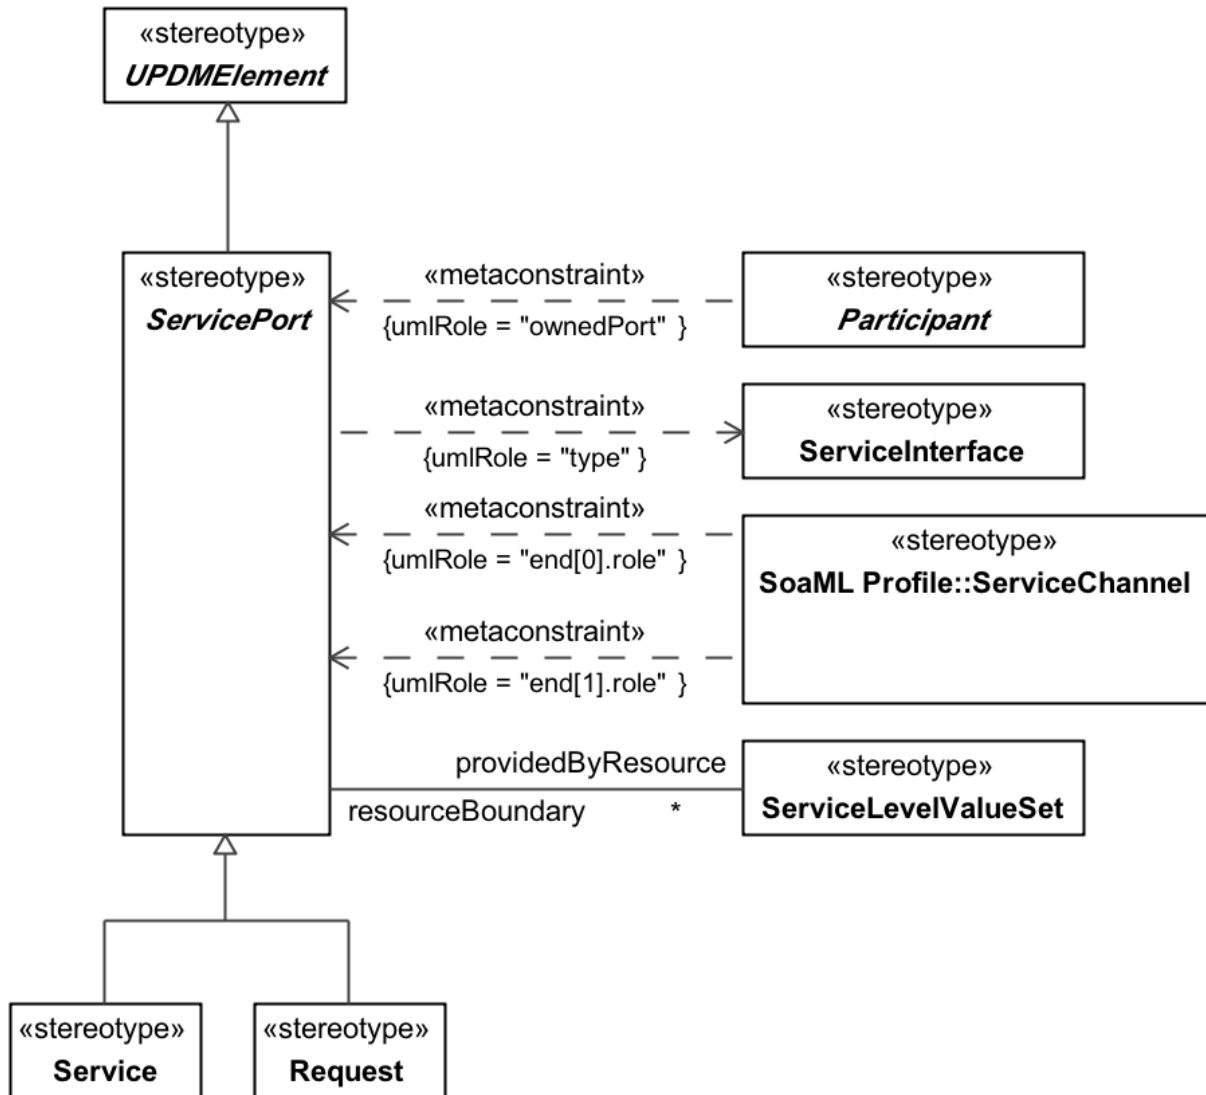 «stereotype»
UPDMElement
«stereotype»
ServicePort
«metaconstraint»
{umlRole = "ownedPort" }
«stereotype»
Participant
«metaconstraint»
{umlRole = "type" }
«stereotype»
ServiceInterface
«metaconstraint»
{umlRole = "end[0].role" }
«stereotype»
SoaML Profile::ServiceChannel
«metaconstraint»
{umlRole = "end[1].role" }
providedByResource
resourceBoundary *
«stereotype»
ServiceLevelValueSet
«stereotype»
Service
«stereotype»
Request